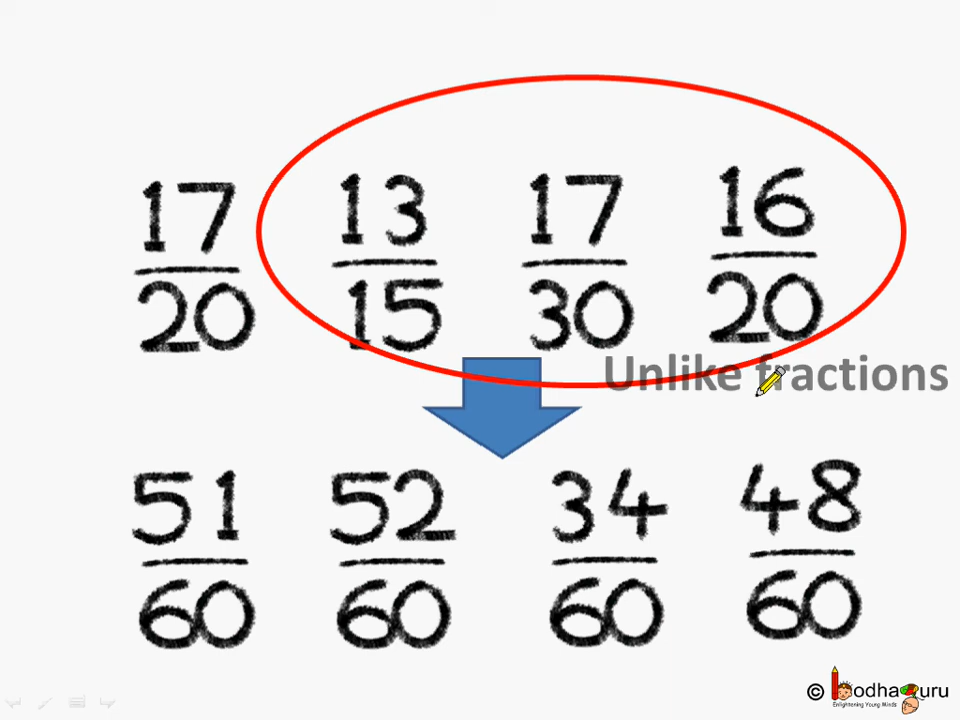 17 13 17 16
20 15 30 20
Unlike fractions
51 52 34 48
60 60 60 60
© bodhaguru
Enlightening Young Minds